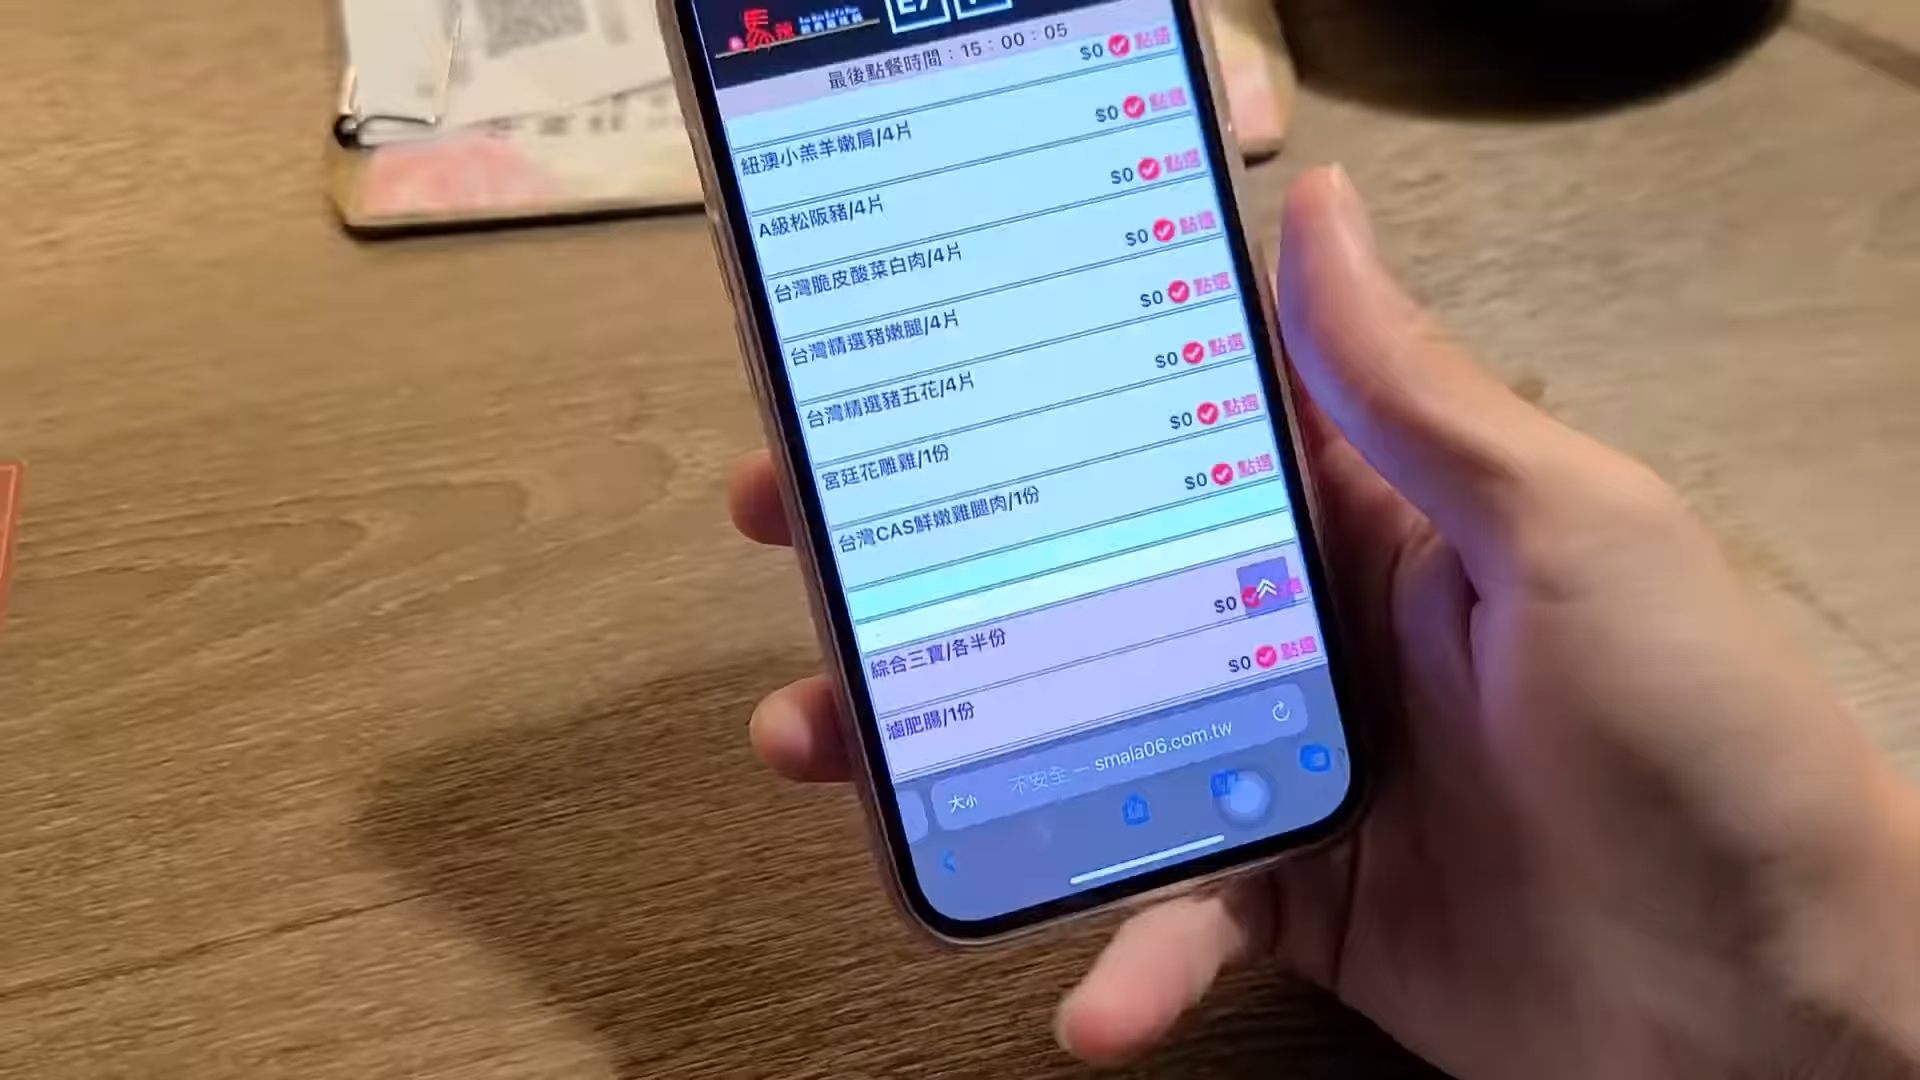 最後點餐時間：15：00：05
$0 點選
紐澳小羔羊嫩肩/4片
$0 點選
A級松阪豬/4片
$0 點選
台灣脆皮酸菜白肉/4片
$0 點選
台灣精選豬嫩腿/4片
$0 點選
台灣精選豬五花/4片
$0 點選
宮廷花雕雞/1份
$0 點選
台灣CAS鮮嫩雞腿肉/1份
$0 點選
綜合三寶/各半份
$0
滷肥腸/1份
$0 點選
大小 不安全 — smala06.com.tw